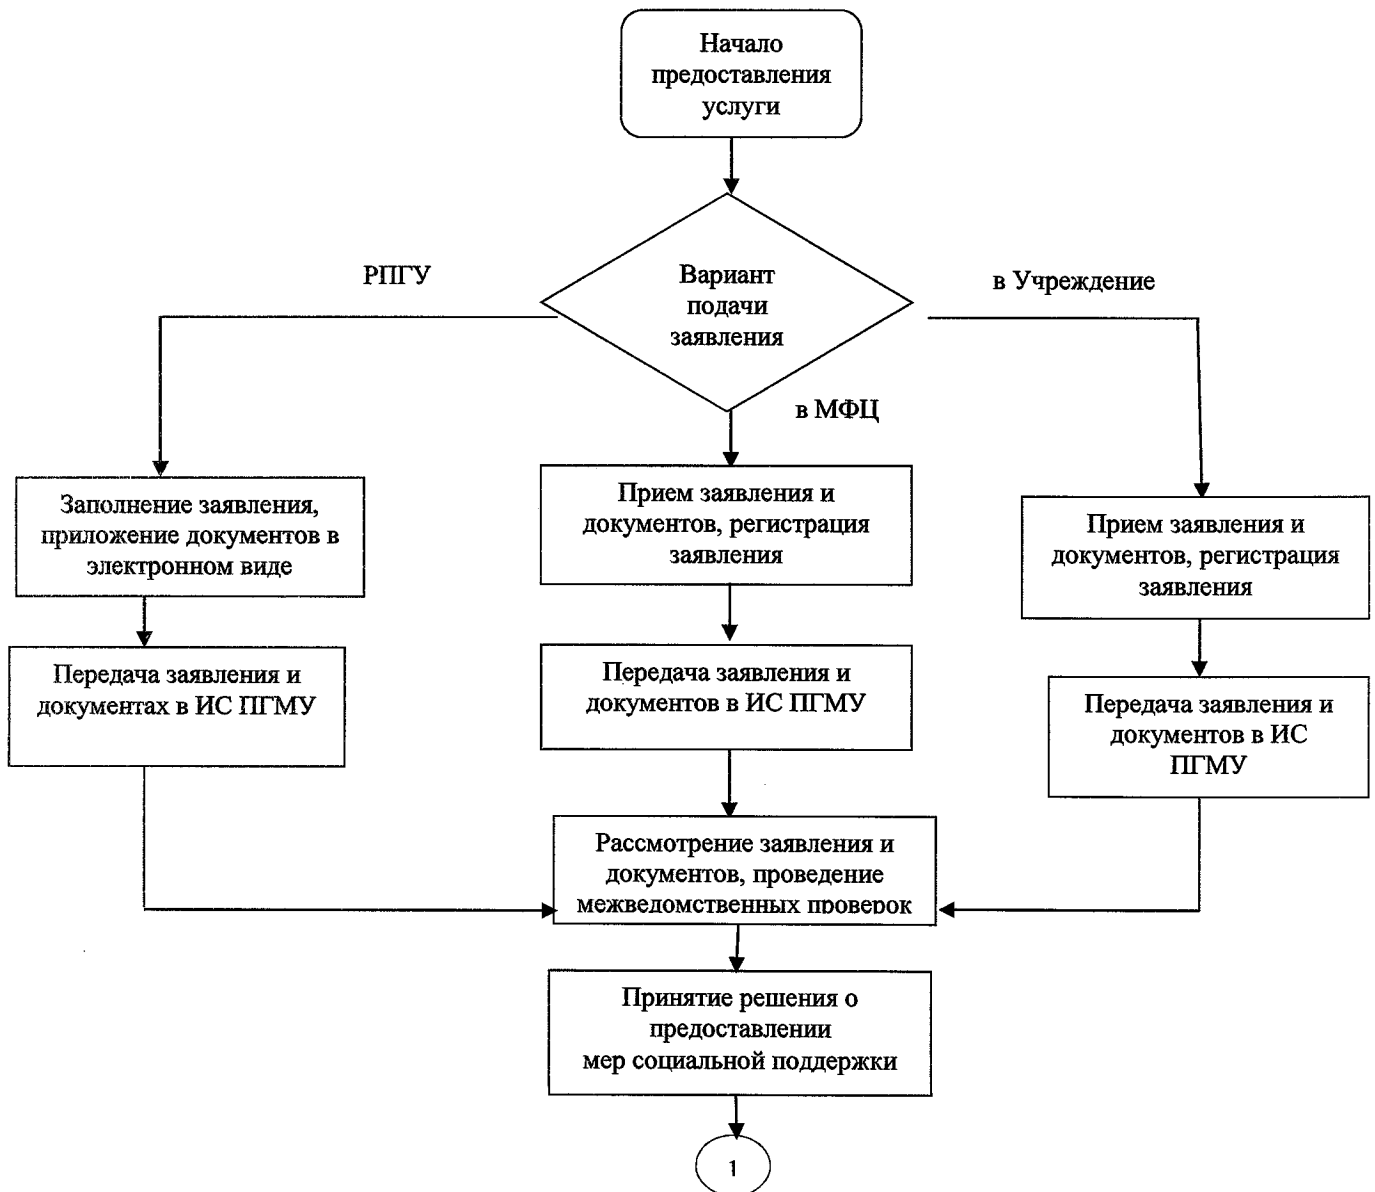 Начало
предоставления
услуги
РПГУ
Вариант
подачи
заявления
в Учреждение
в МФЦ
Заполнение заявления,
приложение документов в
электронном виде
Прием заявления и
документов, регистрация
заявления
Прием заявления и
документов, регистрация
заявления
Передача заявления и
документах в ИС ПГМУ
Передача заявления и
документов в ИС ПГМУ
Передача заявления и
документов в ИС
ПГМУ
Рассмотрение заявления и
документов, проведение
межведомственных проверок
Принятие решения о
предоставлении
мер социальной поддержки
1